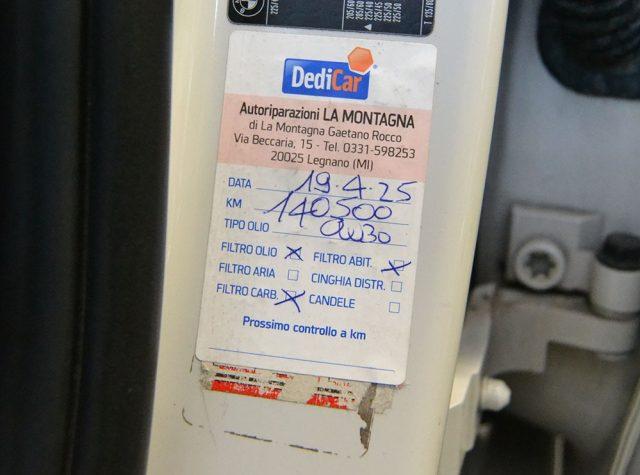 DediCar
Autoriparazioni LA MONTAGNA
di La Montagna Gaetano Rocco
Via Beccaria, 15 - Tel. 0331-598253
20025 Legnano (MI)
DATA 19.4.25
KM 140500
TIPO OLIO 0w30
FILTRO OLIO X FILTRO ABIT. X
FILTRO ARIA CINGHIA DISTR.
FILTRO CARB. X CANDELE
Prossimo controllo a km